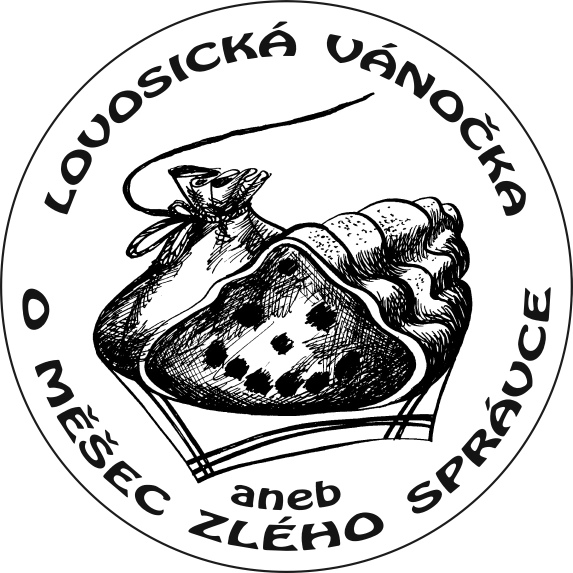 LOVOSICKÁ VÁNOČKA
aneb
O MĚŠEC ZLÉHO SPRÁVCE